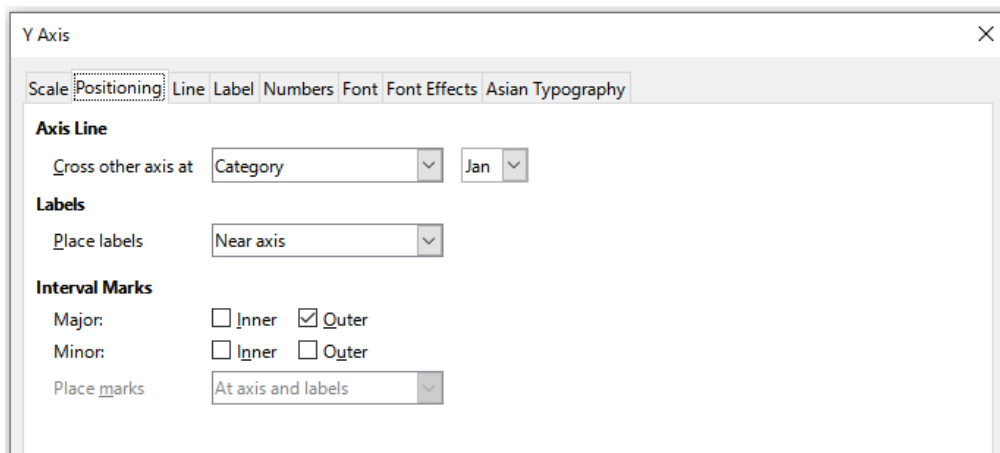 Y Axis
Scale Positioning Line Label Numbers Font Font Effects Asian Typography
Axis Line
Cross other axis at Category Jan
Labels
Place labels Near axis
Interval Marks
Major: Inner Outer
Minor: Inner Outer
Place marks At axis and labels